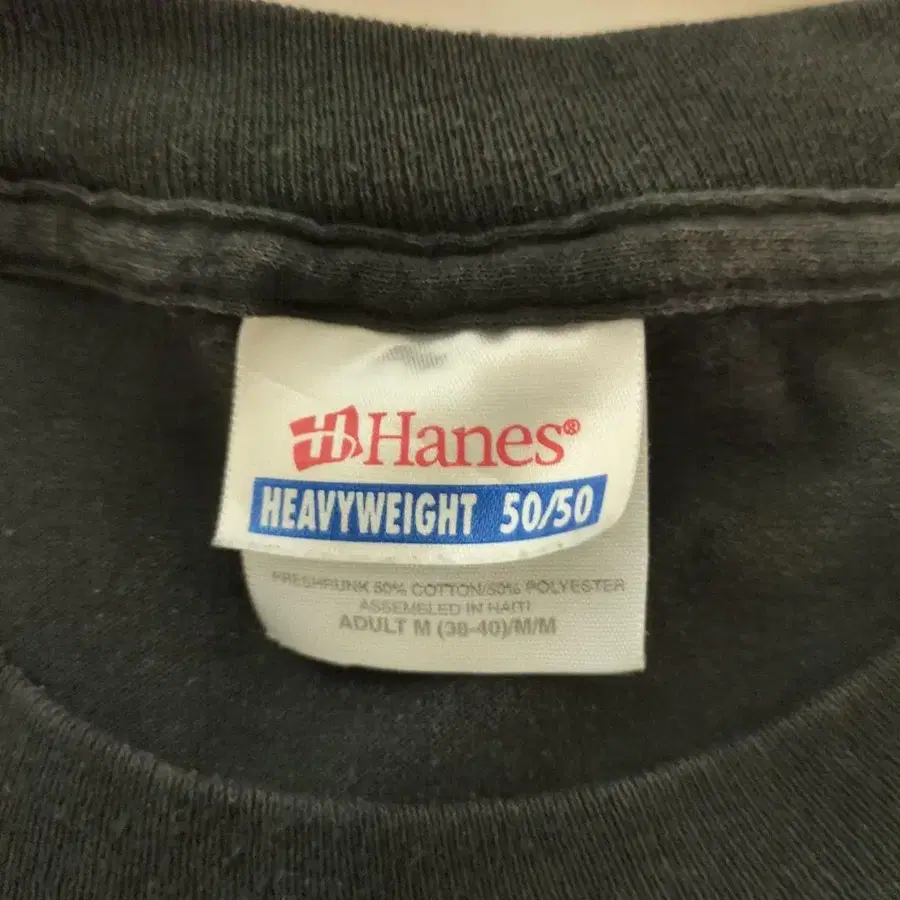 Hanes®
HEAVYWEIGHT 50/50
PRESHRUNK 50% COTTON/50% POLYESTER
ASSEMBLED IN HAITI
ADULT M (38-40)/M/M